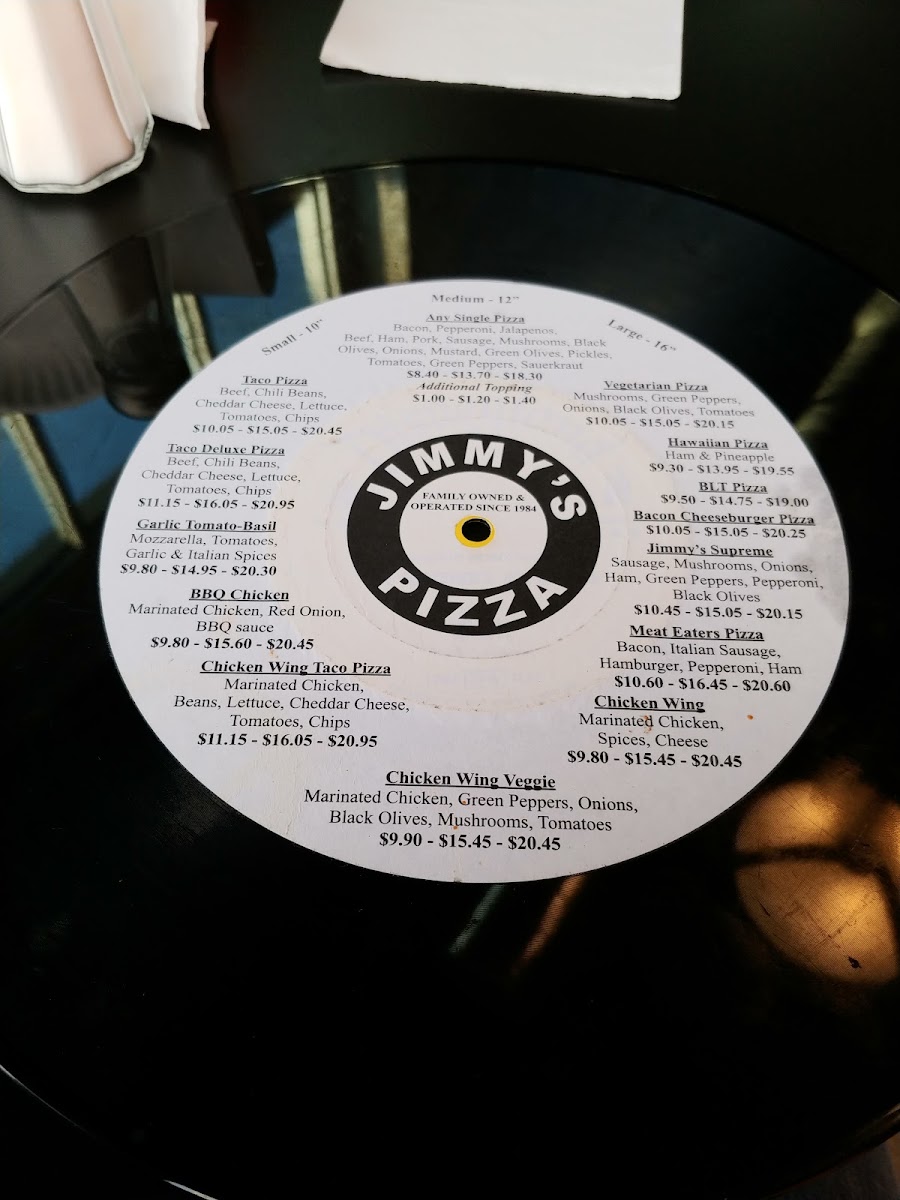 Small - 10"
Medium - 12"
Large - 16"
Any Single Pizza
Bacon, Pepperoni, Jalapenos,
Beef, Ham, Pork, Sausage, Mushrooms, Black
Olives, Onions, Mustard, Green Olives, Pickles,
Tomatoes, Green Peppers, Sauerkraut
$8.40 - $13.70 - $18.30
Additional Topping
$1.00 - $1.20 - $1.40
Taco Pizza
Beef, Chili Beans,
Cheddar Cheese, Lettuce,
Tomatoes, Chips
$10.05 - $15.05 - $20.45
Taco Deluxe Pizza
Beef, Chili Beans,
Cheddar Cheese, Lettuce,
Tomatoes, Chips
$11.15 - $16.05 - $20.95
Garlic Tomato-Basil
Mozzarella, Tomatoes,
Garlic & Italian Spices
$9.80 - $14.95 - $20.30
BBQ Chicken
Marinated Chicken, Red Onion,
BBQ sauce
$9.80 - $15.60 - $20.45
Chicken Wing Taco Pizza
Marinated Chicken,
Beans, Lettuce, Cheddar Cheese,
Tomatoes, Chips
$11.15 - $16.05 - $20.95
JIMMY'S
FAMILY OWNED &
OPERATED SINCE 1984
PIZZA
Vegetarian Pizza
Mushrooms, Green Peppers,
Onions, Black Olives, Tomatoes
$10.05 - $15.05 - $20.15
Hawaiian Pizza
Ham & Pineapple
$9.30 - $13.95 - $19.55
BLT Pizza
$9.50 - $14.75 - $19.00
Bacon Cheeseburger Pizza
$10.05 - $15.05 - $20.25
Jimmy's Supreme
Sausage, Mushrooms, Onions,
Ham, Green Peppers, Pepperoni,
Black Olives
$10.45 - $15.05 - $20.15
Meat Eaters Pizza
Bacon, Italian Sausage,
Hamburger, Pepperoni, Ham
$10.60 - $16.45 - $20.60
Chicken Wing
Marinated Chicken,
Spices, Cheese
$9.80 - $15.45 - $20.45
Chicken Wing Veggie
Marinated Chicken, Green Peppers, Onions,
Black Olives, Mushrooms, Tomatoes
$9.90 - $15.45 - $20.45